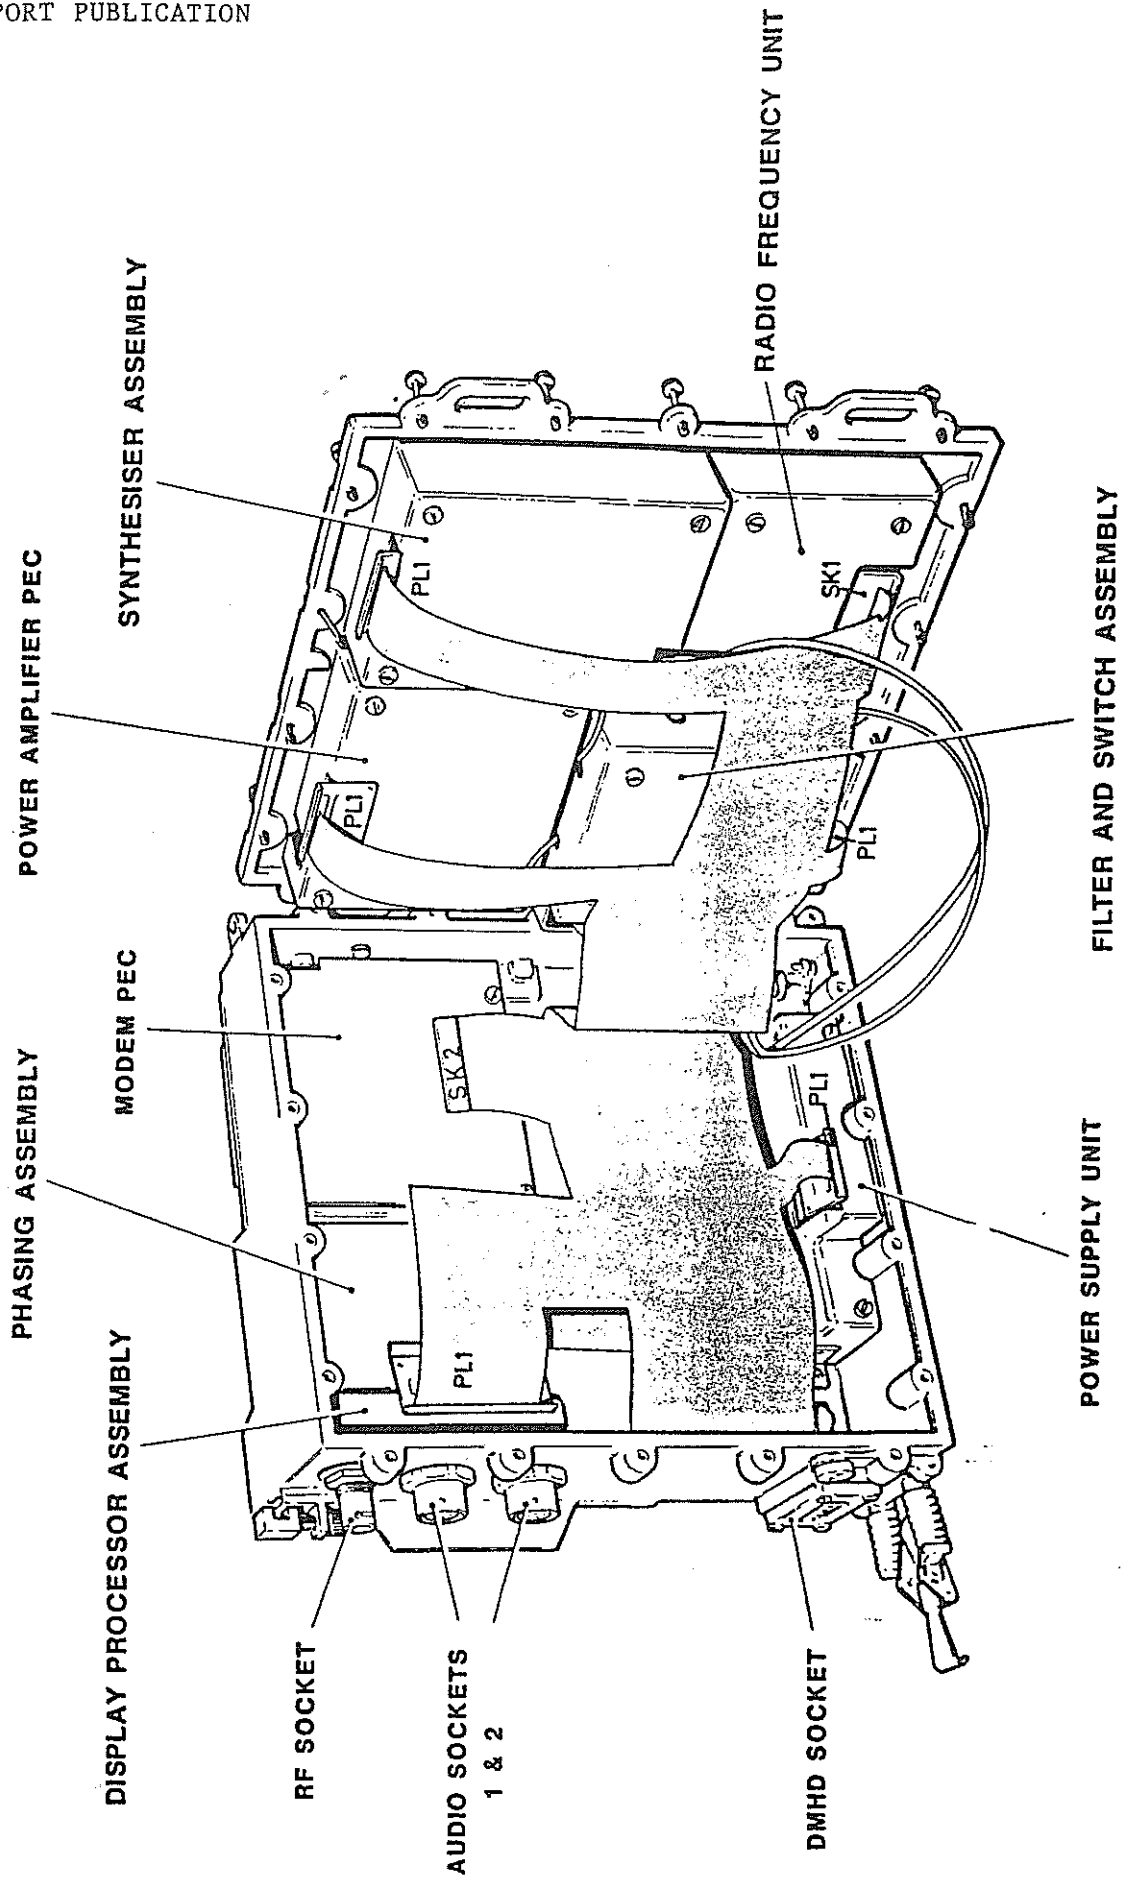 PORT PUBLICATION
PHASING ASSEMBLY
MODEM PEC
POWER AMPLIFIER PEC
SYNTHESISER ASSEMBLY
RADIO FREQUENCY UNIT
DISPLAY PROCESSOR ASSEMBLY
RF SOCKET
AUDIO SOCKETS
1 & 2
DMHD SOCKET
POWER SUPPLY UNIT
FILTER AND SWITCH ASSEMBLY
PL1
SK2
PL1
PL1
PL1
SK1
PL1